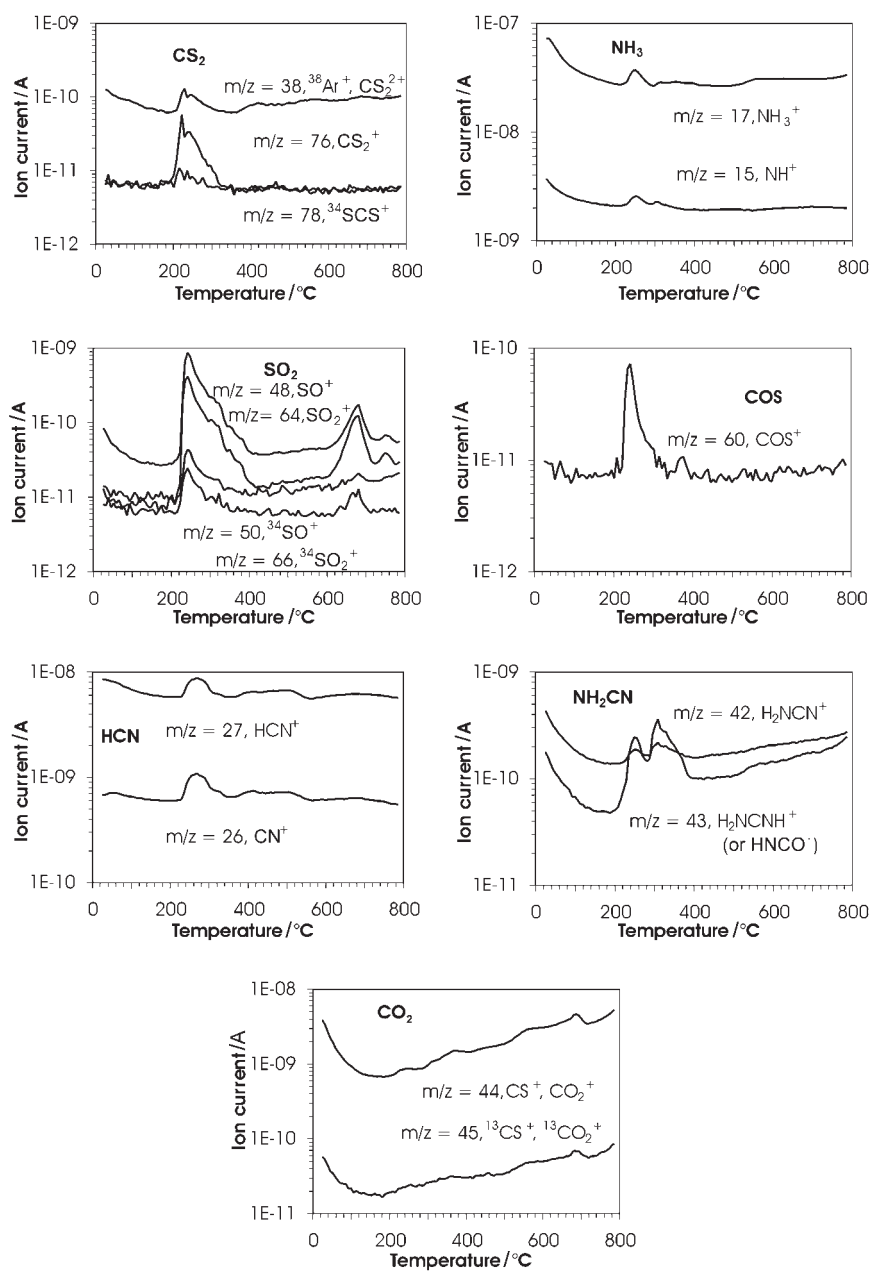 1E-09
CS2
m/z = 38, 38Ar+, CS2 2+
1E-10
m/z = 76, CS2+
1E-11
m/z = 78, 34SCS+
1E-12
0 200 400 600 800
Temperature /°C
Ion current /A
1E-07
NH3
1E-08
m/z = 17, NH3+
m/z = 15, NH+
1E-09
0 200 400 600 800
Temperature /°C
Ion current /A
1E-09
SO2
m/z = 48, SO+
1E-10
m/z = 64, SO2+
1E-11
m/z = 50, 34SO+
m/z = 66, 34SO2+
1E-12
0 200 400 600 800
Temperature /°C
Ion current /A
1E-10
COS
m/z = 60, COS+
1E-11
1E-12
0 200 400 600 800
Temperature /°C
Ion current /A
1E-08
HCN
m/z = 27, HCN+
1E-09
m/z = 26, CN+
1E-10
0 200 400 600 800
Temperature /°C
Ion current /A
1E-09
NH2CN
m/z = 42, H2NCN+
1E-10
m/z = 43, H2NCNH+
(or HNCO·)
1E-11
0 200 400 600 800
Temperature /°C
Ion current /A
1E-08
CO2
1E-09
m/z = 44, CS+, CO2+
m/z = 45, 13CS+, 13CO2+
1E-10
1E-11
0 200 400 600 800
Temperature /°C
Ion current /A